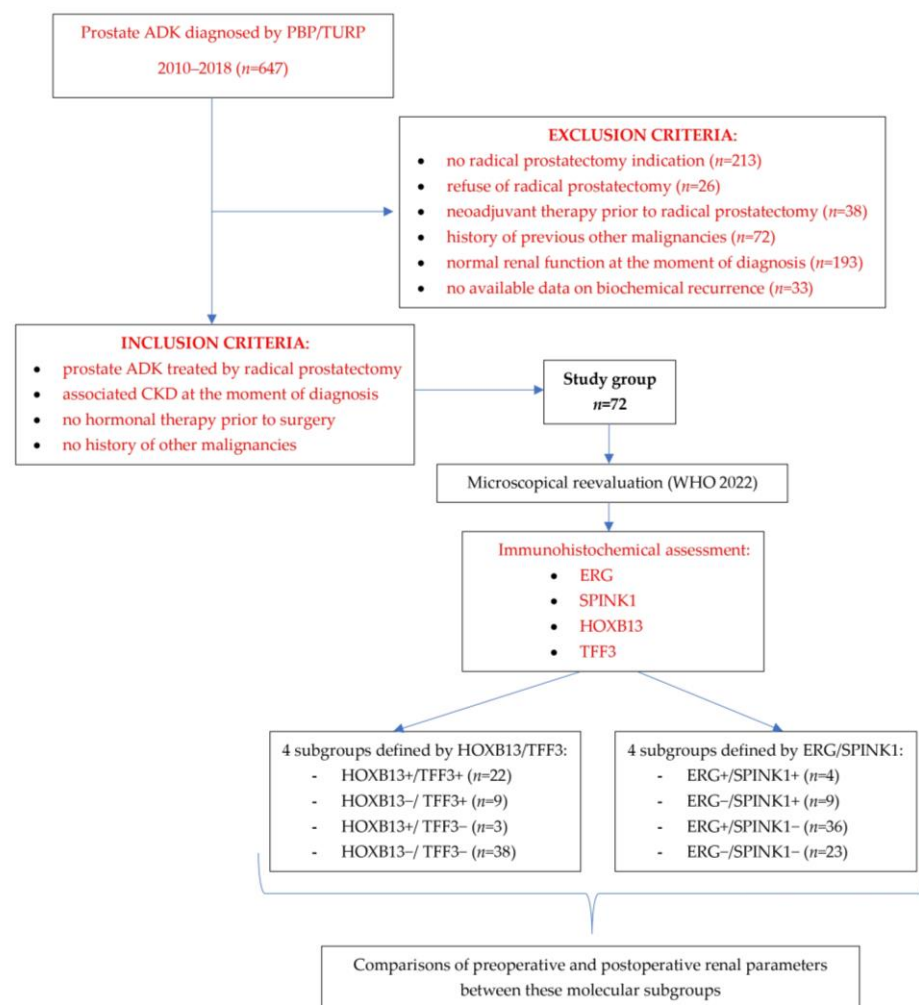 Prostate ADK diagnosed by PBP/TURP
2010–2018 (n=647)
EXCLUSION CRITERIA:
• no radical prostatectomy indication (n=213)
• refuse of radical prostatectomy (n=26)
• neoadjuvant therapy prior to radical prostatectomy (n=38)
• history of previous other malignancies (n=72)
• normal renal function at the moment of diagnosis (n=193)
• no available data on biochemical recurrence (n=33)
INCLUSION CRITERIA:
• prostate ADK treated by radical prostatectomy
• associated CKD at the moment of diagnosis
• no hormonal therapy prior to surgery
• no history of other malignancies
Study group
n=72
Microscopical reevaluation (WHO 2022)
Immunohistochemical assessment:
• ERG
• SPINK1
• HOXB13
• TFF3
4 subgroups defined by HOXB13/TFF3:
- HOXB13+/TFF3+ (n=22)
- HOXB13−/ TFF3+ (n=9)
- HOXB13+/ TFF3− (n=3)
- HOXB13−/ TFF3− (n=38)
4 subgroups defined by ERG/SPINK1:
- ERG+/SPINK1+ (n=4)
- ERG−/SPINK1+ (n=9)
- ERG+/SPINK1− (n=36)
- ERG−/SPINK1− (n=23)
Comparisons of preoperative and postoperative renal parameters
between these molecular subgroups